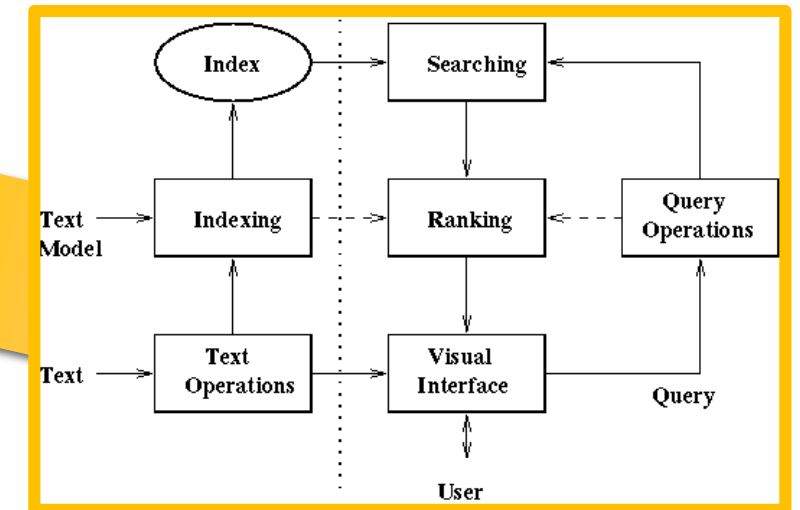 Index
Searching
Text
Model
Indexing
Ranking
Query
Operations
Text
Text
Operations
Visual
Interface
Query
User